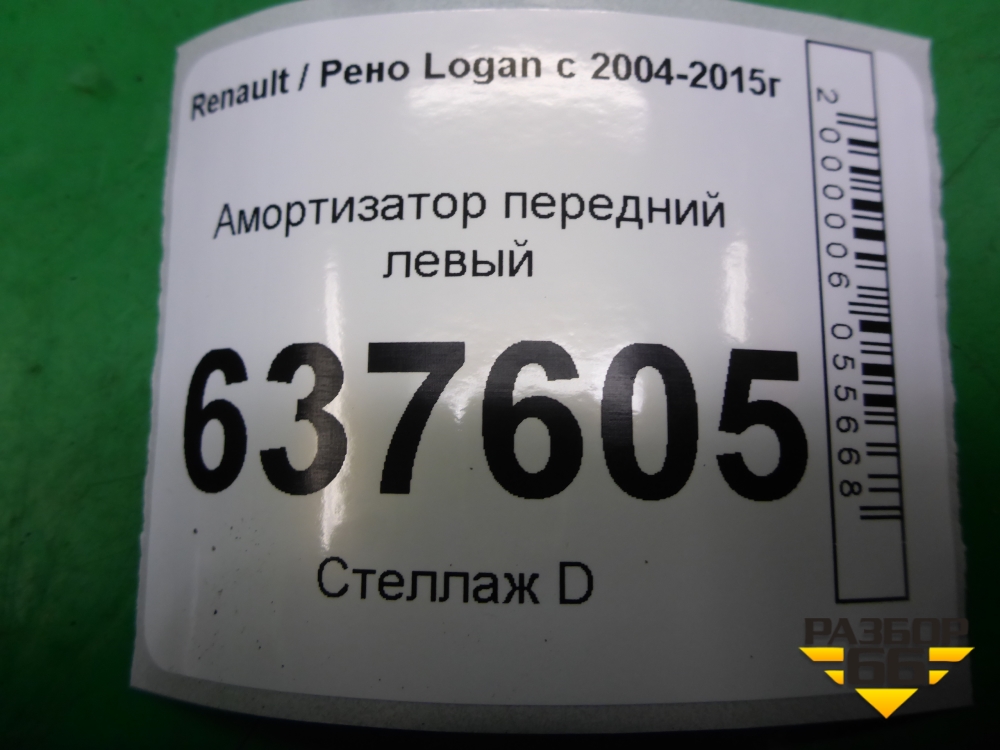 Renault / Рено Logan с 2004-2015г
Амортизатор передний
левый
637605
Стеллаж D
2000006055668
РАЗБОР
66